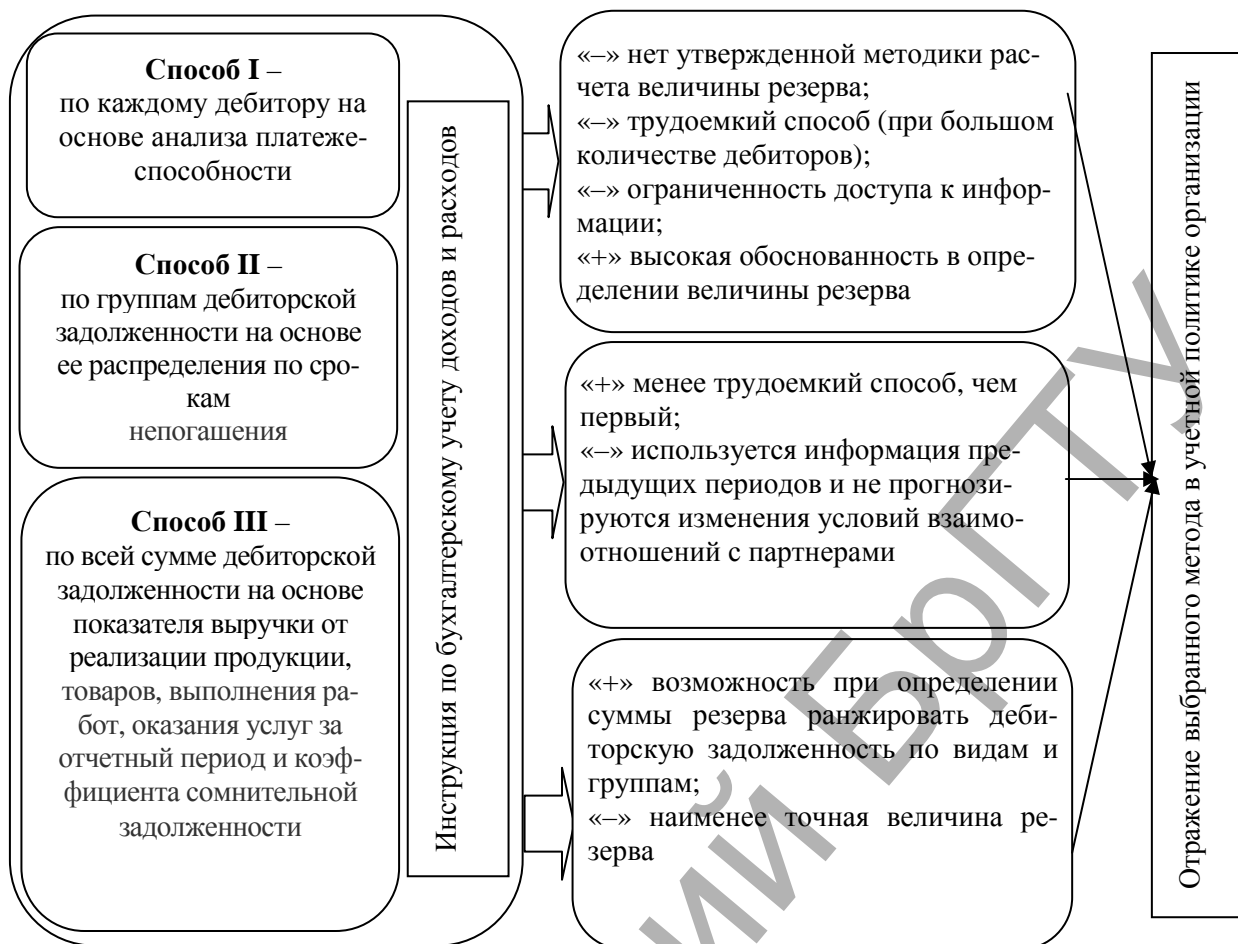 Способ I –
по каждому дебитору на
основе анализа платеже-
способности
Способ II –
по группам дебиторской
задолженности на основе
ее распределения по сро-
кам
непогашения
Способ III –
по всей сумме дебиторской
задолженности на основе
показателя выручки от
реализации продукции,
товаров, выполнения ра-
бот, оказания услуг за
отчетный период и коэф-
фициента сомнительной
задолженности
Инструкция по бухгалтерскому учету доходов и расходов
«–» нет утвержденной методики рас-
чета величины резерва;
«–» трудоемкий способ (при большом
количестве дебиторов);
«–» ограниченность доступа к инфор-
мации;
«+» высокая обоснованность в опре-
делении величины резерва
«+» менее трудоемкий способ, чем
первый;
«–» используется информация пре-
дыдущих периодов и не прогнози-
руются изменения условий взаимо-
отношений с партнерами
«+» возможность при определении
суммы резерва ранжировать деби-
торскую задолженность по видам и
группам;
«–» наименее точная величина ре-
зерва
Отражение выбранного метода в учетной политике организации
ий БрГТУ